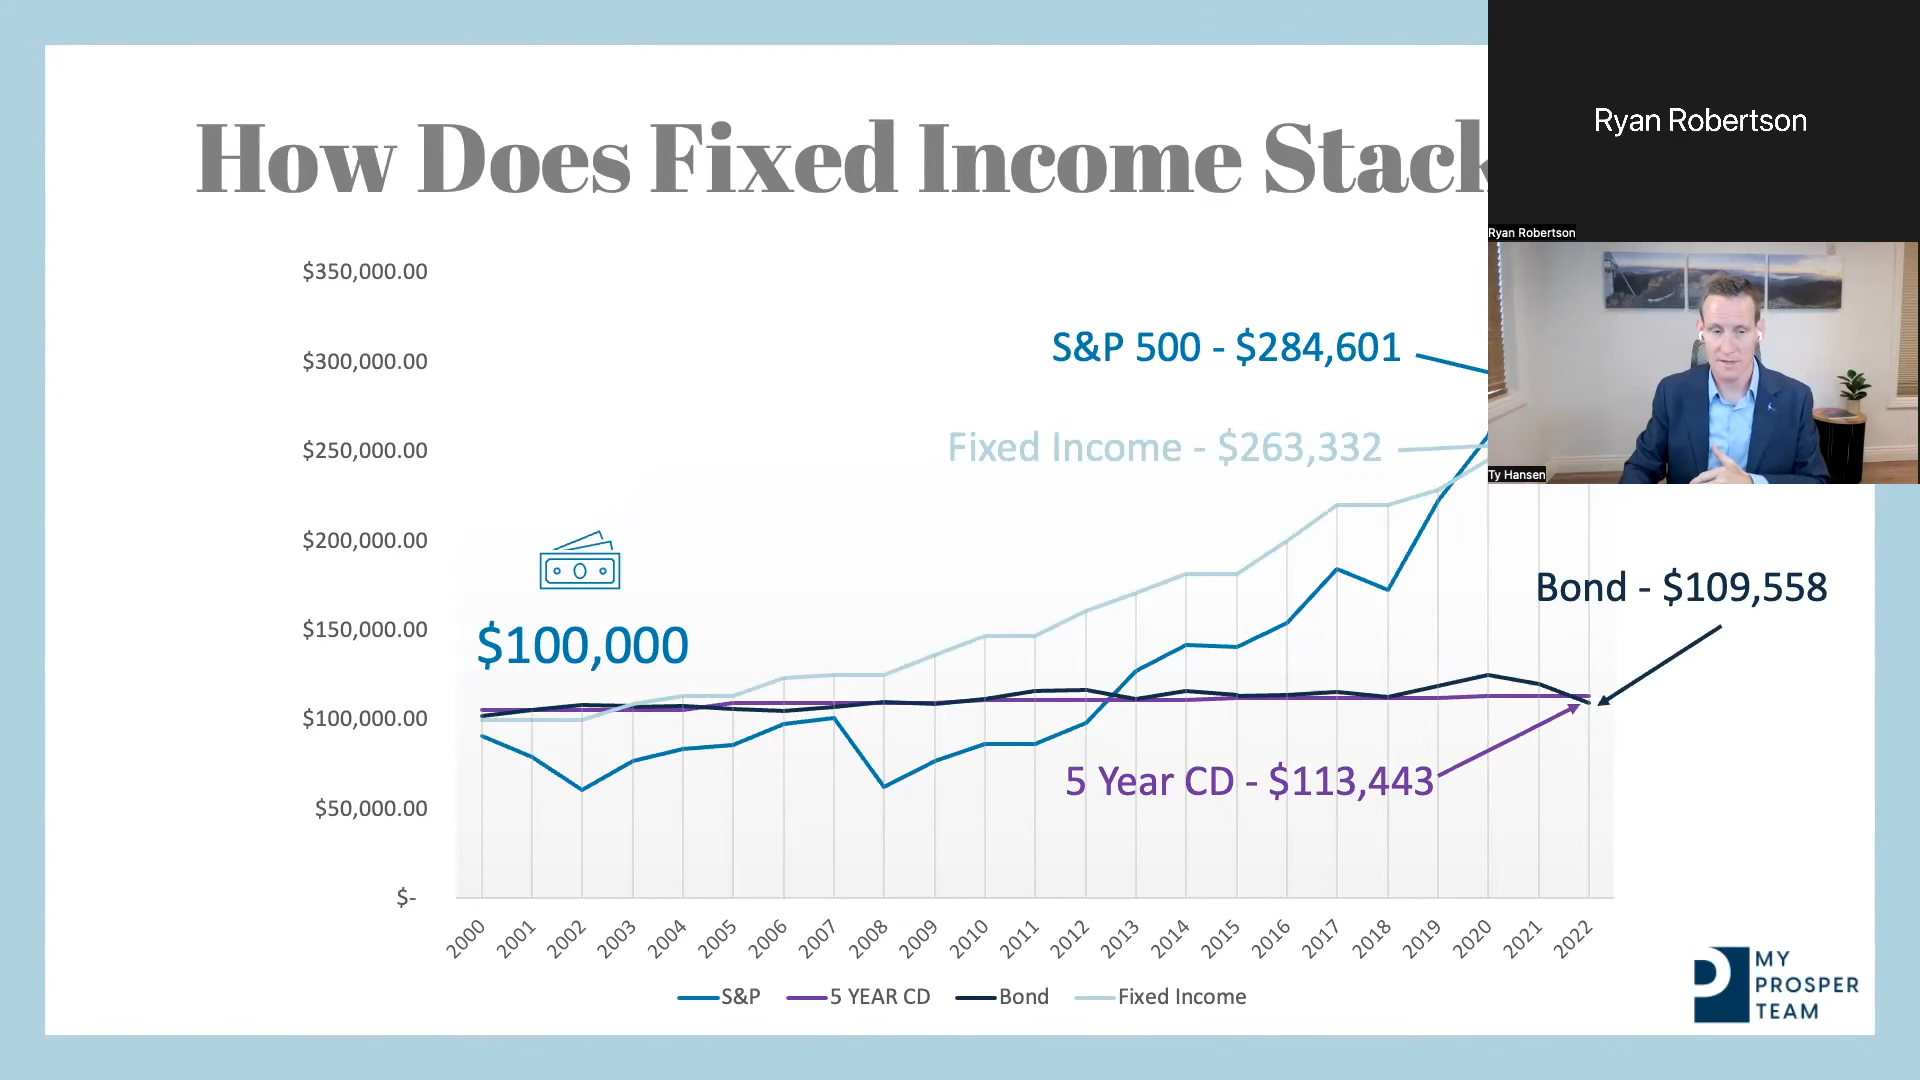 How Does Fixed Income Stack
Ryan Robertson
Ryan Robertson
Ty Hansen
$350,000.00
$300,000.00
$250,000.00
$200,000.00
$150,000.00
$100,000.00
$50,000.00
$-
$100,000
S&P 500 - $284,601
Fixed Income - $263,332
Bond - $109,558
5 Year CD - $113,443
2000 2001 2002 2003 2004 2005 2006 2007 2008 2009 2010 2011 2012 2013 2014 2015 2016 2017 2018 2019 2020 2021 2022
S&P 5 YEAR CD Bond Fixed Income
MY
PROSPER
TEAM